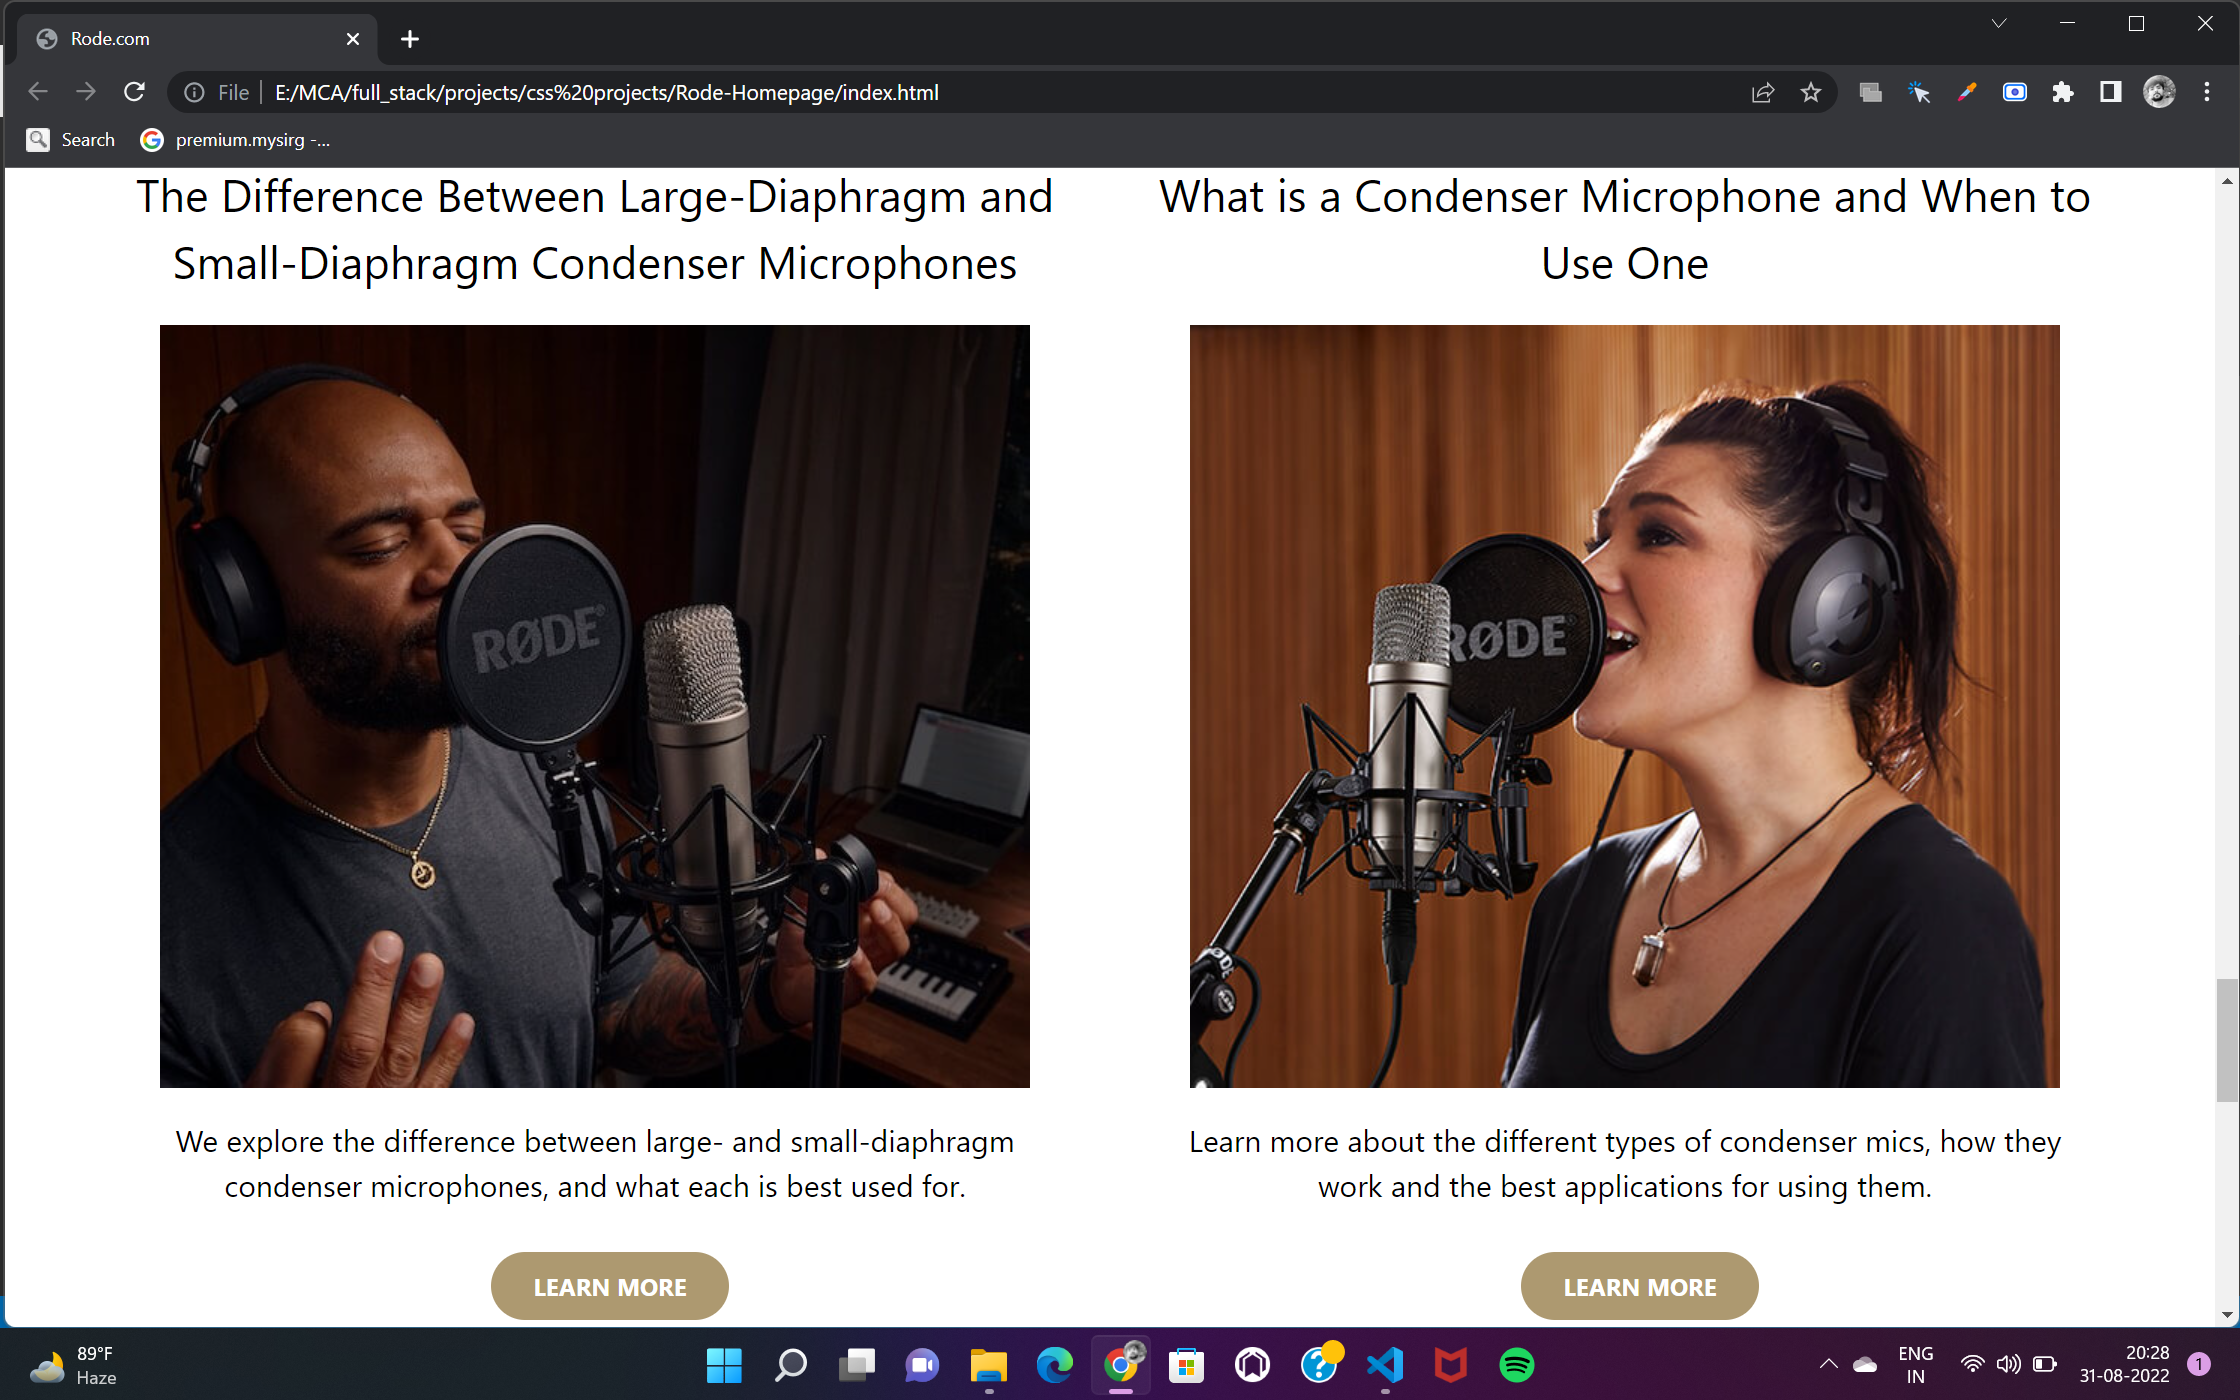 Rode.com
File
E:/MCA/full_stack/projects/css%20projects/Rode-Homepage/index.html
Search
premium.mysirg -...
The Difference Between Large-Diaphragm and
Small-Diaphragm Condenser Microphones
RØDE
We explore the difference between large- and small-diaphragm
condenser microphones, and what each is best used for.
LEARN MORE
What is a Condenser Microphone and When to
Use One
RØDE
RØDE
Learn more about the different types of condenser mics, how they
work and the best applications for using them.
LEARN MORE
89°F
Haze
ENG
IN
20:28
31-08-2022
1